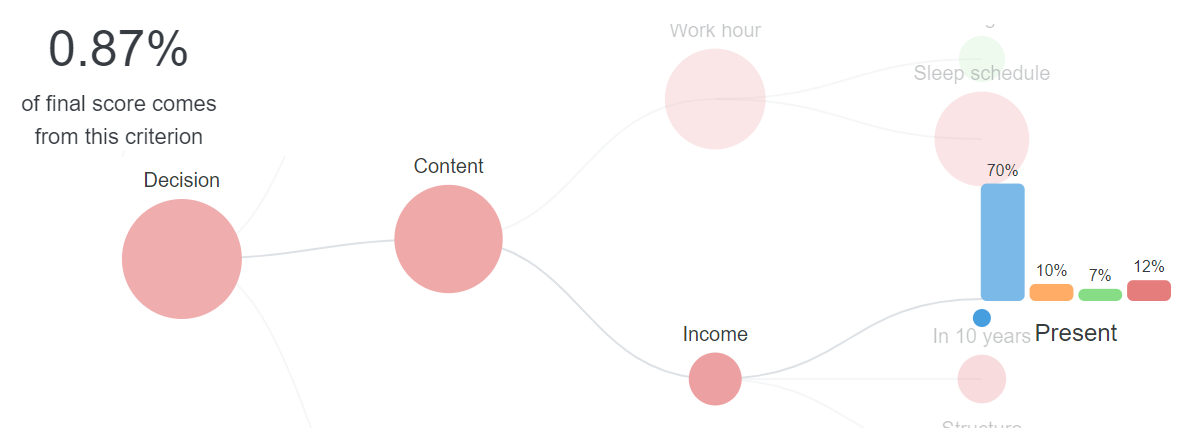 0.87%
of final score comes
from this criterion
Decision
Content
Work hour
Sleep schedule
70%
10%
7%
12%
Income
In 10 years
Present
Structure